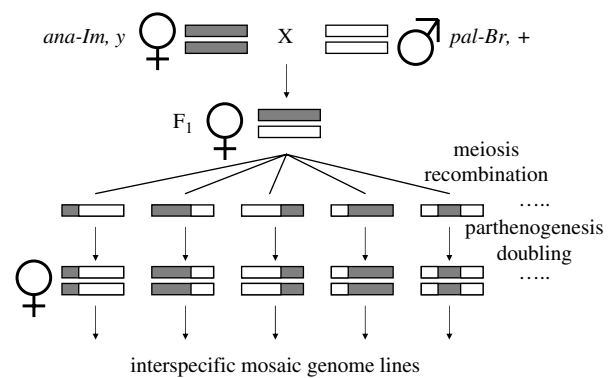 ana-Im, y
X
pal-Br, +
F1
meiosis
recombination
.....
parthenogenesis
doubling
.....
interspecific mosaic genome lines